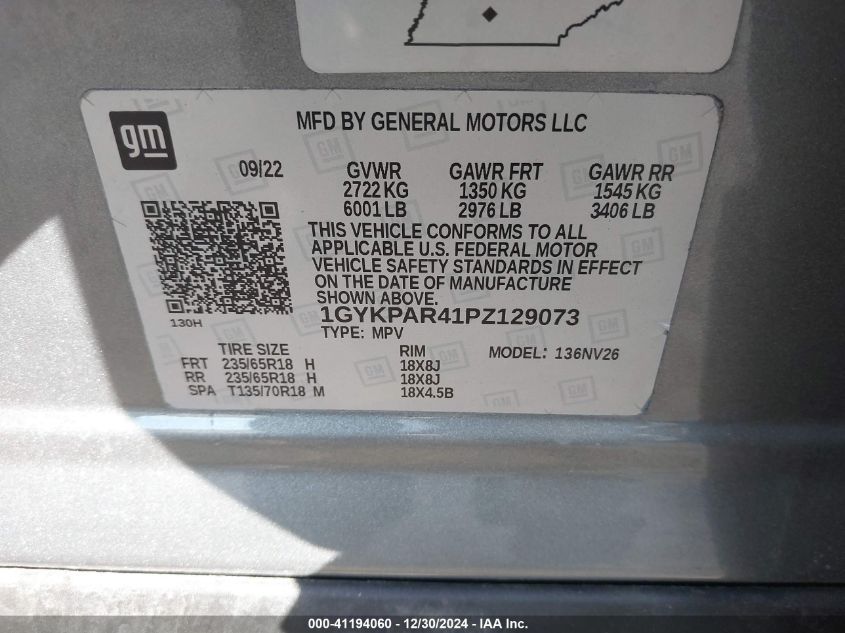 gm
MFD BY GENERAL MOTORS LLC
09/22 GVWR GAWR FRT GAWR RR
2722 KG 1350 KG 1545 KG
6001 LB 2976 LB 3406 LB
THIS VEHICLE CONFORMS TO ALL
APPLICABLE U.S. FEDERAL MOTOR
VEHICLE SAFETY STANDARDS IN EFFECT
ON THE DATE OF MANUFACTURE
SHOWN ABOVE.
1GYKPAR41PZ129073
130H
TYPE: MPV
TIRE SIZE RIM MODEL: 136NV26
FRT 235/65R18 H 18X8J
RR 235/65R18 H 18X8J
SPA T135/70R18 M 18X4.5B
000-41194060 - 12/30/2024 - IAA Inc.